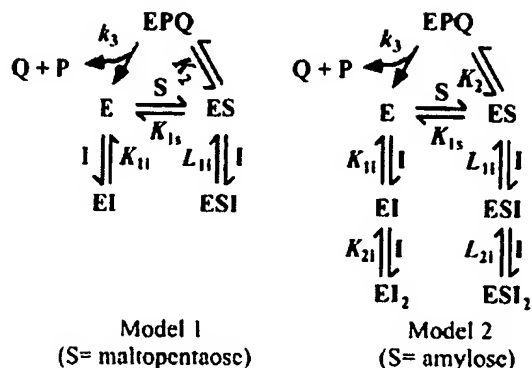 EPQ
k3
Q + P
S
K2
E
ES
K1s
I
K1i
L1i
I
EI
ESI
Model 1
(S= maltopentaose)
EPQ
k3
Q + P
S
K2
E
ES
K1s
K1i
I
L1i
I
EI
ESI
K2i
I
L2i
I
EI2
ESI2
Model 2
(S= amylose)